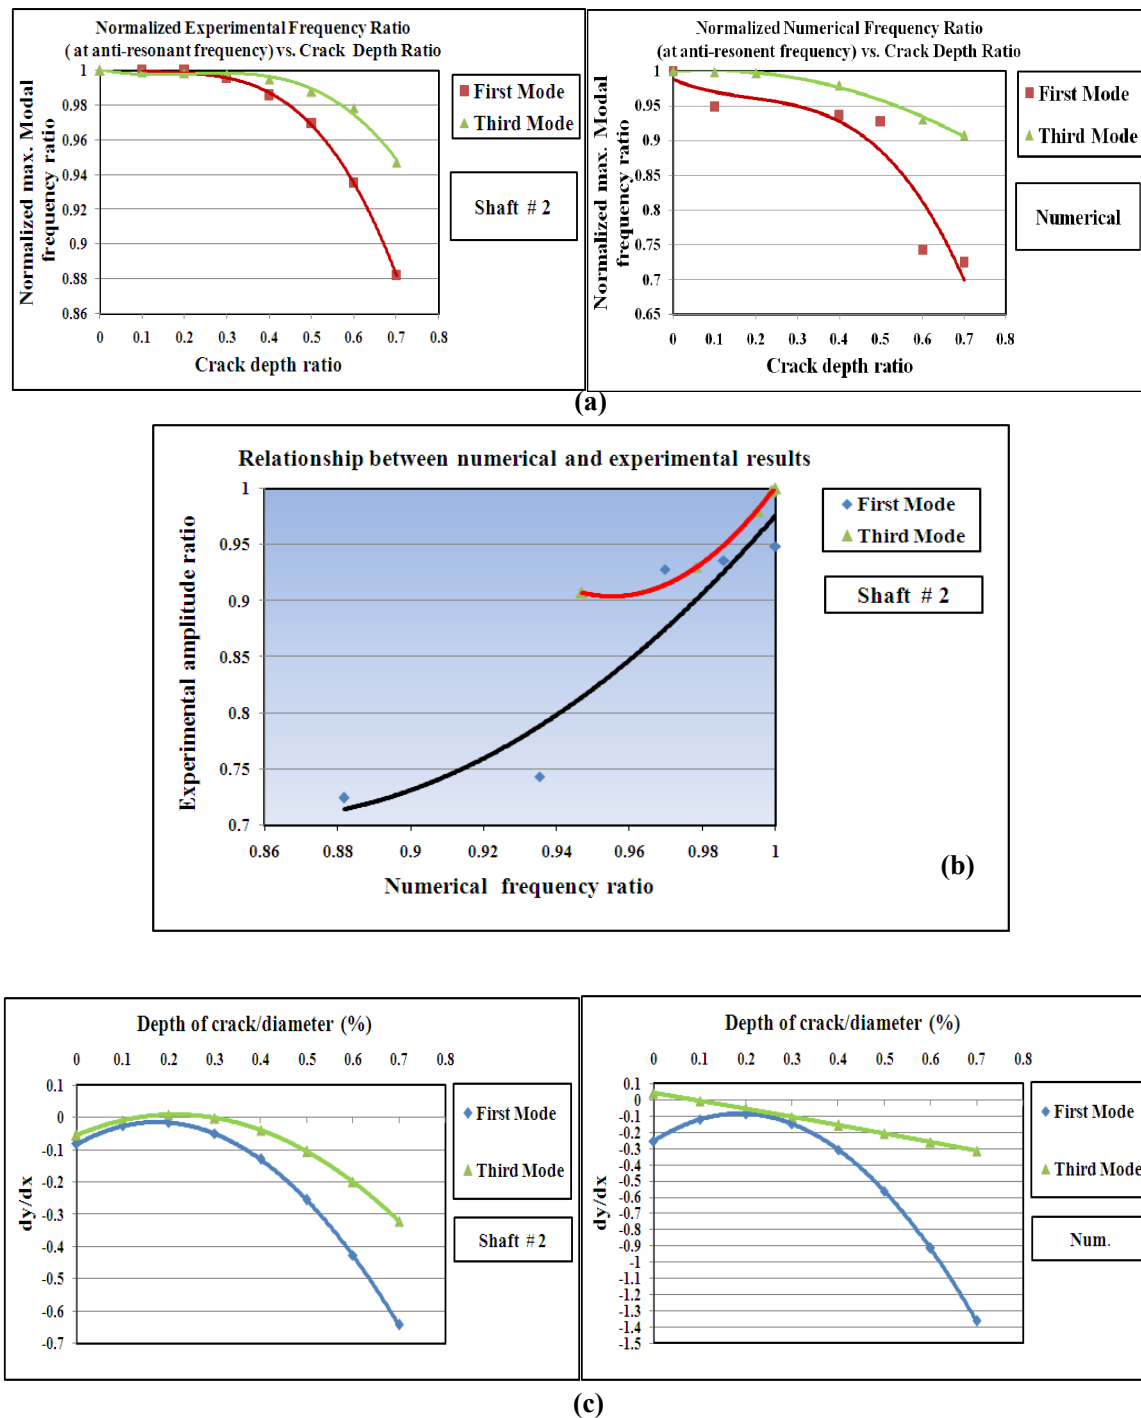 Normalized Experimental Frequency Ratio
( at anti-resonant frequency) vs. Crack Depth Ratio
Normalized max. Modal
frequency ratio
1
0.98
0.96
0.94
0.92
0.9
0.88
0.86
0 0.1 0.2 0.3 0.4 0.5 0.6 0.7 0.8
Crack depth ratio
First Mode
Third Mode
Shaft # 2
Normalized Numerical Frequency Ratio
(at anti-resonent frequency) vs. Crack Depth Ratio
Normalized max. Modal
frequency ratio
1
0.95
0.9
0.85
0.8
0.75
0.7
0.65
0 0.1 0.2 0.3 0.4 0.5 0.6 0.7 0.8
Crack depth ratio
First Mode
Third Mode
Numerical
(a)
Relationship between numerical and experimental results
Experimental amplitude ratio
1
0.95
0.9
0.85
0.8
0.75
0.7
0.86 0.88 0.9 0.92 0.94 0.96 0.98 1
Numerical frequency ratio
First Mode
Third Mode
Shaft # 2
(b)
Depth of crack/diameter (%)
0 0.1 0.2 0.3 0.4 0.5 0.6 0.7 0.8
dy/dx
0.1
0
-0.1
-0.2
-0.3
-0.4
-0.5
-0.6
-0.7
First Mode
Third Mode
Shaft # 2
Depth of crack/diameter (%)
0 0.1 0.2 0.3 0.4 0.5 0.6 0.7 0.8
dy/dx
0.1
0
-0.1
-0.2
-0.3
-0.4
-0.5
-0.6
-0.7
-0.8
-0.9
-1
-1.1
-1.2
-1.3
-1.4
-1.5
First Mode
Third Mode
Num.
(c)